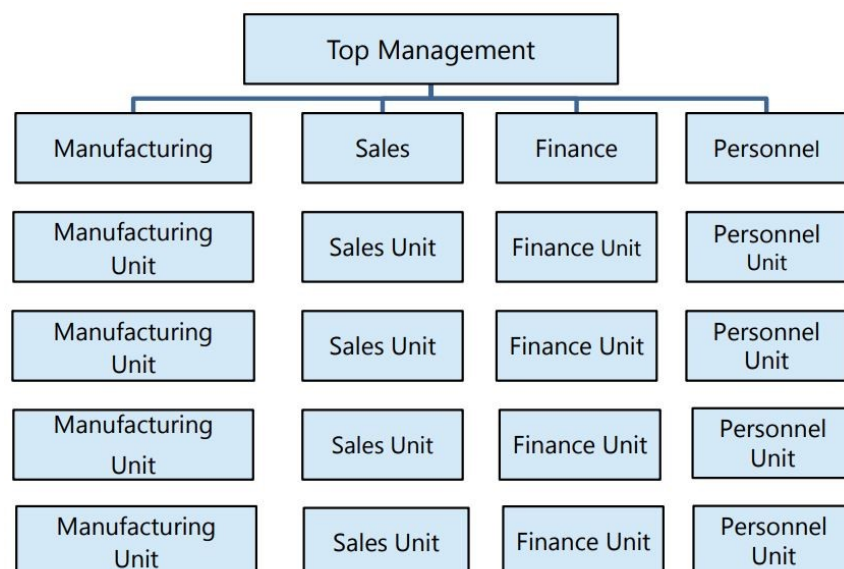 Top Management
Manufacturing
Sales
Finance
Personnel
Manufacturing
Unit
Sales Unit
Finance Unit
Personnel
Unit
Manufacturing
Unit
Sales Unit
Finance Unit
Personnel
Unit
Manufacturing
Unit
Sales Unit
Finance Unit
Personnel
Unit
Manufacturing
Unit
Sales Unit
Finance Unit
Personnel
Unit